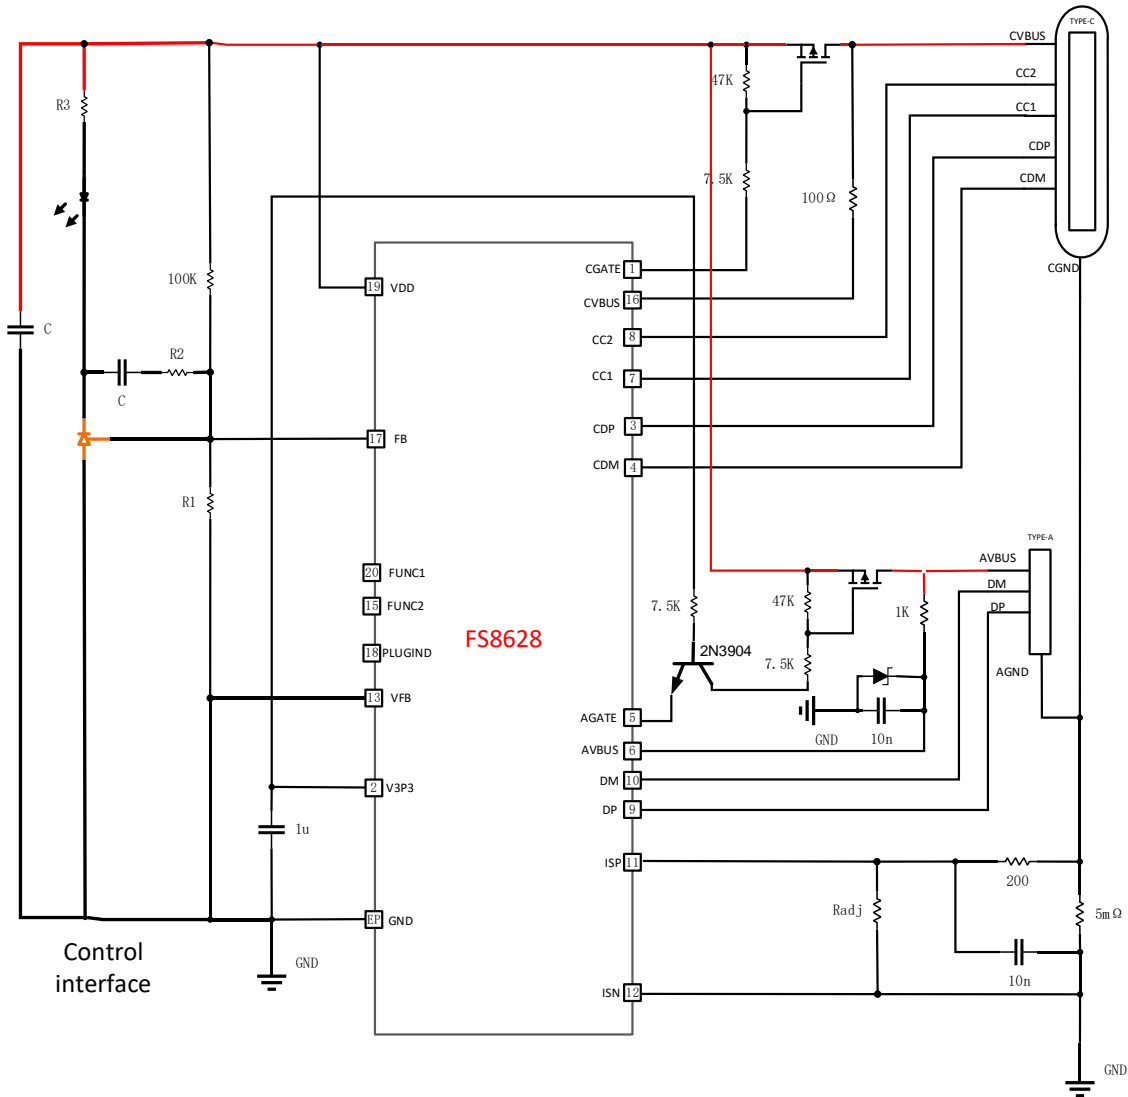 TYPE-C
CVBUS
CC2
CC1
CDP
CDM
CGND
R3
47K
7.5K
100Ω
100K
C
R2
C
R1
19 VDD
17 FB
20 FUNC1
15 FUNC2
18 PLUGIND
13 VFB
2 V3P3
EP GND
FS8628
CGATE 1
CVBUS 16
CC2 8
CC1 7
CDP 3
CDM 4
AGATE 5
AVBUS 6
DM 10
DP 9
ISP 11
ISN 12
TYPE-A
AVBUS
DM
DP
AGND
7.5K
2N3904
47K
7.5K
1K
GND
10n
1u
GND
Control
interface
Radj
200
5mΩ
10n
GND